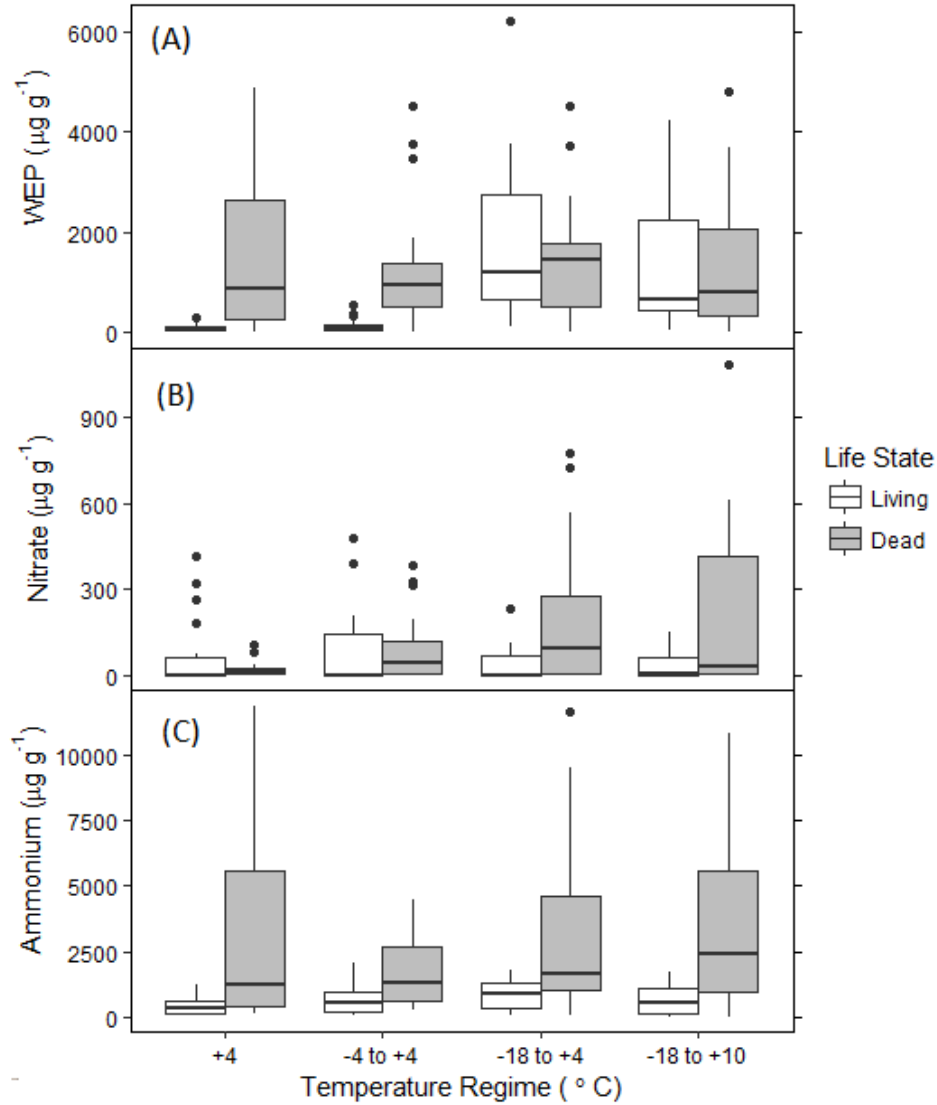 (A)
WEP (µg g⁻¹)
6000
4000
2000
0
(B)
Nitrate (µg g⁻¹)
900
600
300
0
(C)
Ammonium (µg g⁻¹)
10000
7500
5000
2500
0
+4
-4 to +4
-18 to +4
-18 to +10
Temperature Regime ( ° C)
Life State
Living
Dead